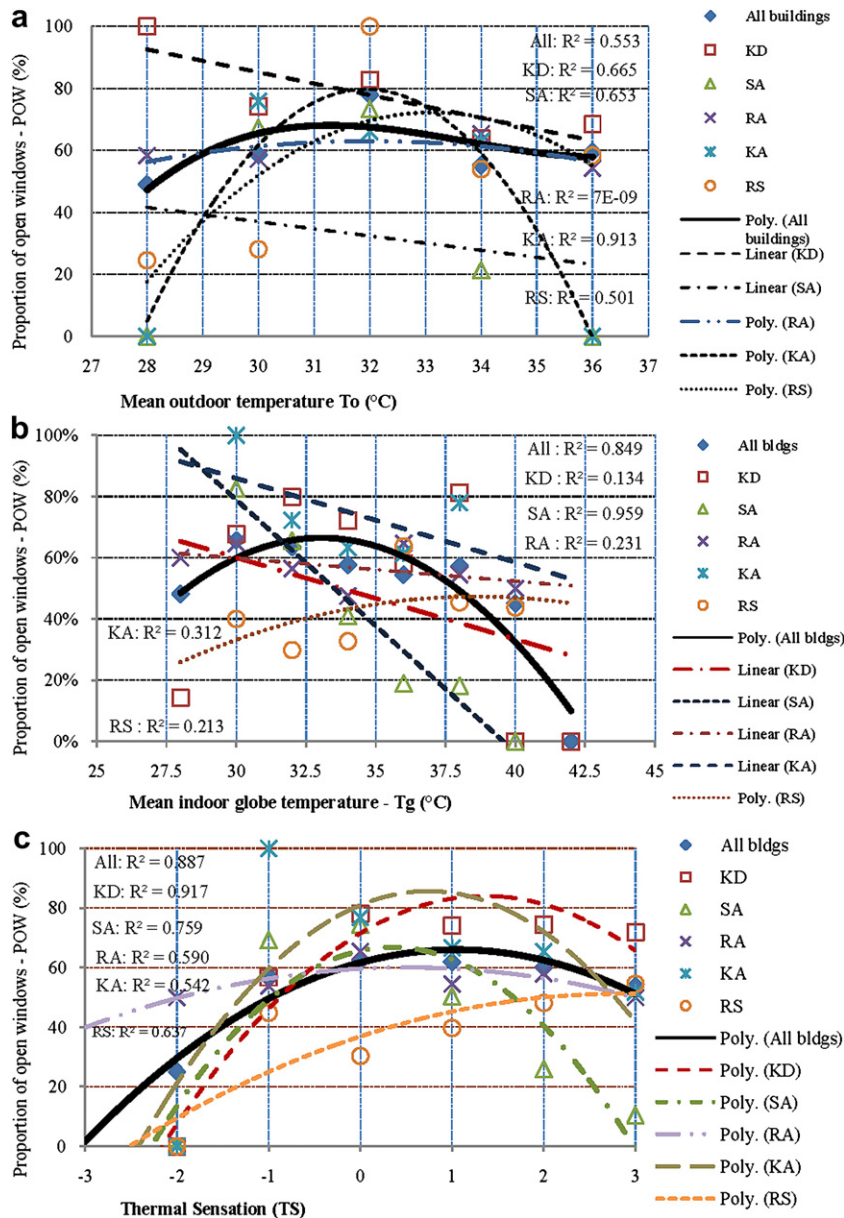 a
Proportion of open windows - POW (%)
100
80
60
40
20
0
27 28 29 30 31 32 33 34 35 36 37
Mean outdoor temperature To (°C)
All: R² = 0.553
KD: R² = 0.665
SA: R² = 0.653
RA: R² = 7E-09
KA: R² = 0.913
RS: R² = 0.501
All buildings
KD
SA
RA
KA
RS
Poly. (All
buildings)
Linear (KD)
Linear (SA)
Poly. (RA)
Poly. (KA)
Poly. (RS)
b
Proportion of open windows - POW (%)
100%
80%
60%
40%
20%
0%
25 27.5 30 32.5 35 37.5 40 42.5 45
Mean indoor globe temperature - Tg (°C)
All : R² = 0.849
KD: R² = 0.134
SA: R² = 0.959
RA: R² = 0.231
KA: R² = 0.312
RS : R² = 0.213
All bldgs
KD
SA
RA
KA
RS
Poly. (All bldgs)
Linear (KD)
Linear (SA)
Linear (RA)
Linear (KA)
Poly. (RS)
c
Proportion of open windows - POW (%)
100
80
60
40
20
0
-3 -2 -1 0 1 2 3
Thermal Sensation (TS)
All: R² = 0.887
KD: R² = 0.917
SA: R² = 0.759
RA: R² = 0.590
KA: R² = 0.542
RS: R² = 0.637
All bldgs
KD
SA
RA
KA
RS
Poly. (All bldgs)
Poly. (KD)
Poly. (SA)
Poly. (RA)
Poly. (KA)
Poly. (RS)